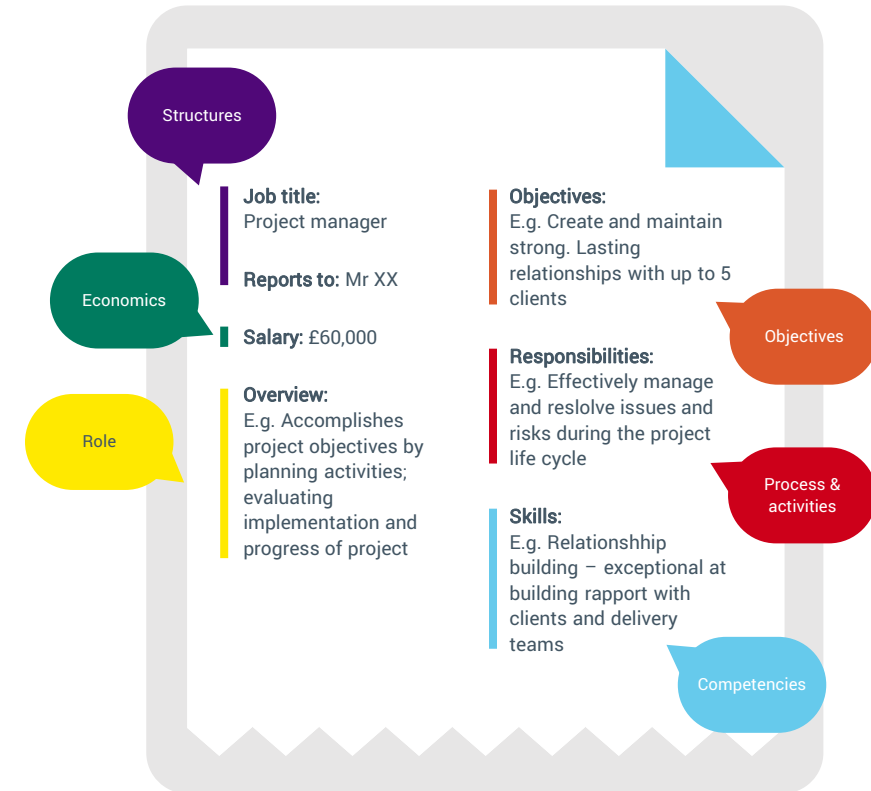 Structures
Job title:
Project manager
Reports to: Mr XX
Economics
Salary: £60,000
Role
Overview:
E.g. Accomplishes
project objectives by
planning activities;
evaluating
implementation and
progress of project
Objectives:
E.g. Create and maintain
strong. Lasting
relationships with up to 5
clients
Objectives
Responsibilities:
E.g. Effectively manage
and reslolve issues and
risks during the project
life cycle
Process &
activities
Skills:
E.g. Relationshhip
building – exceptional at
building rapport with
clients and delivery
teams
Competencies